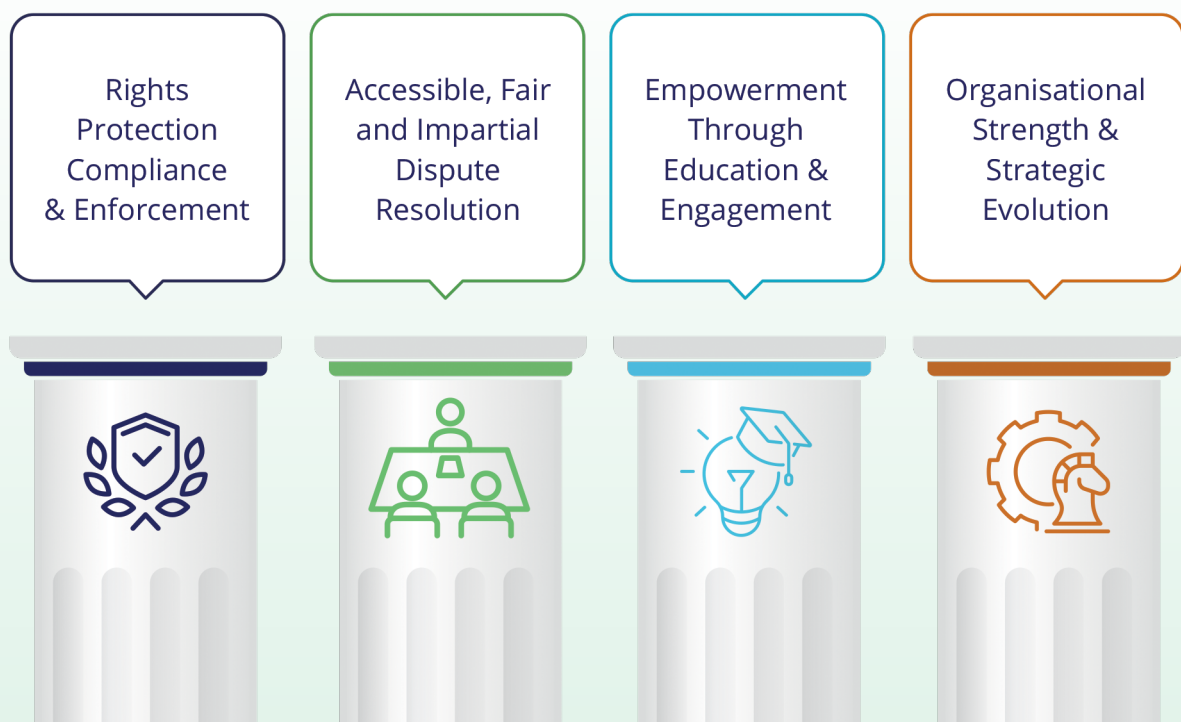 Rights
Protection
Compliance
& Enforcement
Accessible, Fair
and Impartial
Dispute
Resolution
Empowerment
Through
Education &
Engagement
Organisational
Strength &
Strategic
Evolution